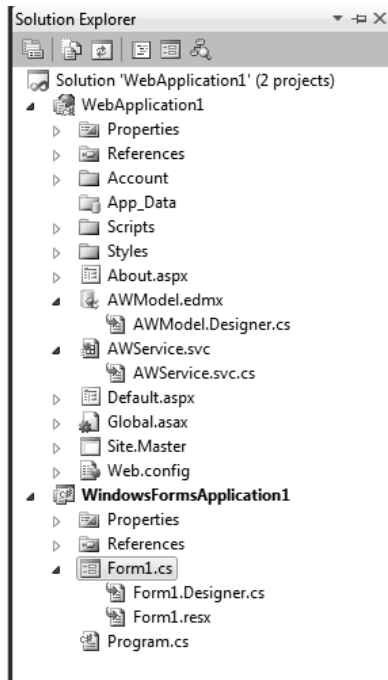 Solution Explorer
Solution 'WebApplication1' (2 projects)
WebApplication1
Properties
References
Account
App_Data
Scripts
Styles
About.aspx
AWModel.edmx
AWModel.Designer.cs
AWService.svc
AWService.svc.cs
Default.aspx
Global.asax
Site.Master
Web.config
WindowsFormsApplication1
Properties
References
Form1.cs
Form1.Designer.cs
Form1.resx
Program.cs